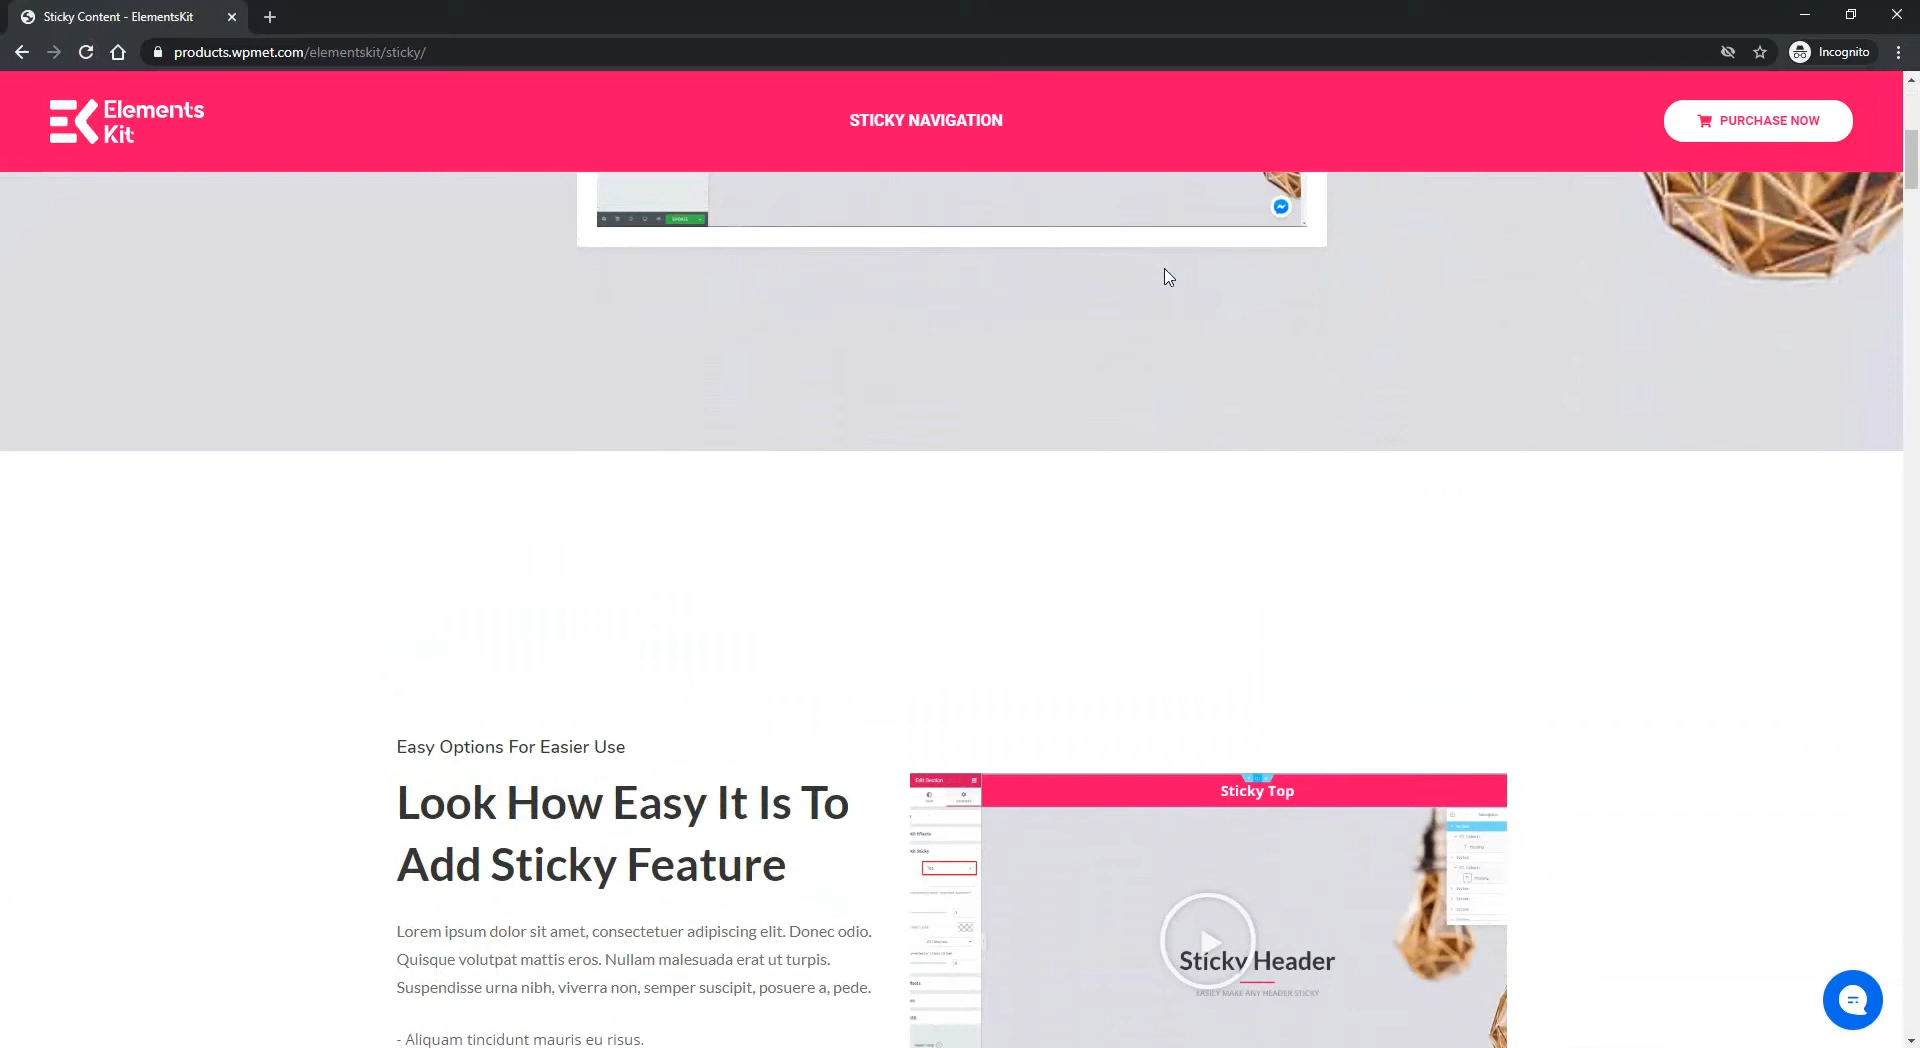 Sticky Content - ElementsKit
products.wpmet.com/elementskit/sticky/
Incognito
Elements
Kit
STICKY NAVIGATION
PURCHASE NOW
UPDATE
Easy Options For Easier Use
Look How Easy It Is To
Add Sticky Feature
Lorem ipsum dolor sit amet, consectetuer adipiscing elit. Donec odio.
Quisque volutpat mattis eros. Nullam malesuada erat ut turpis.
Suspendisse urna nibh, viverra non, semper suscipit, posuere a, pede.
- Aliquam tincidunt mauris eu risus.
Edit Section
Sticky Top
Sticky Header
EASILY MAKE ANY HEADER STICKY